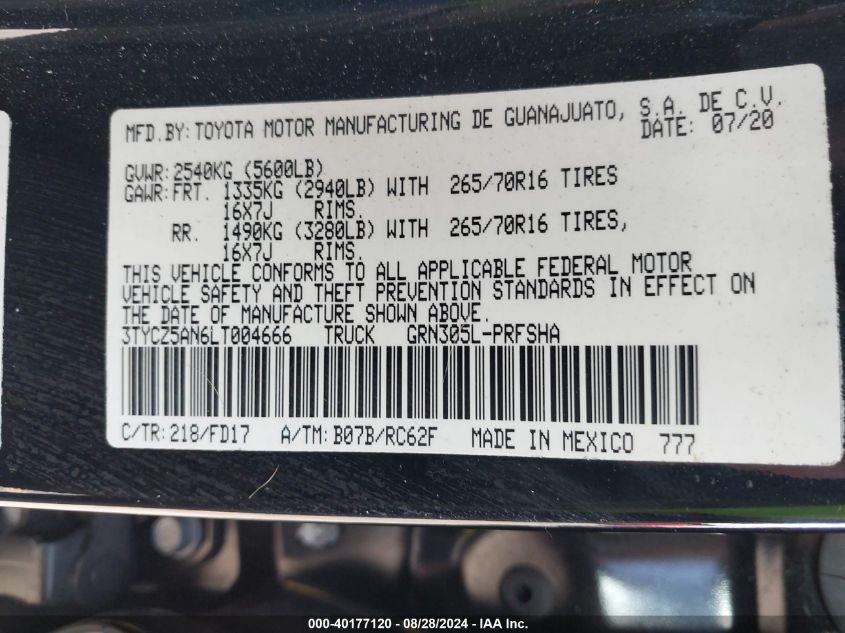 MFD.BY: TOYOTA MOTOR MANUFACTURING DE GUANAJUATO, S.A. DE C.V.
DATE: 07/20
GVWR: 2540KG (5600LB)
GAWR: FRT. 1335KG (2940LB) WITH 265/70R16 TIRES
16X7J RIMS.
RR. 1490KG (3280LB) WITH 265/70R16 TIRES,
16X7J RIMS.
THIS VEHICLE CONFORMS TO ALL APPLICABLE FEDERAL MOTOR
VEHICLE SAFETY AND THEFT PREVENTION STANDARDS IN EFFECT ON
THE DATE OF MANUFACTURE SHOWN ABOVE.
3TYCZ5AN6LT004666 TRUCK GRN305L-PRFSHA
C/TR: 218/FD17 A/TM: B07B/RC62F MADE IN MEXICO 777
000-40177120 - 08/28/2024 - IAA Inc.